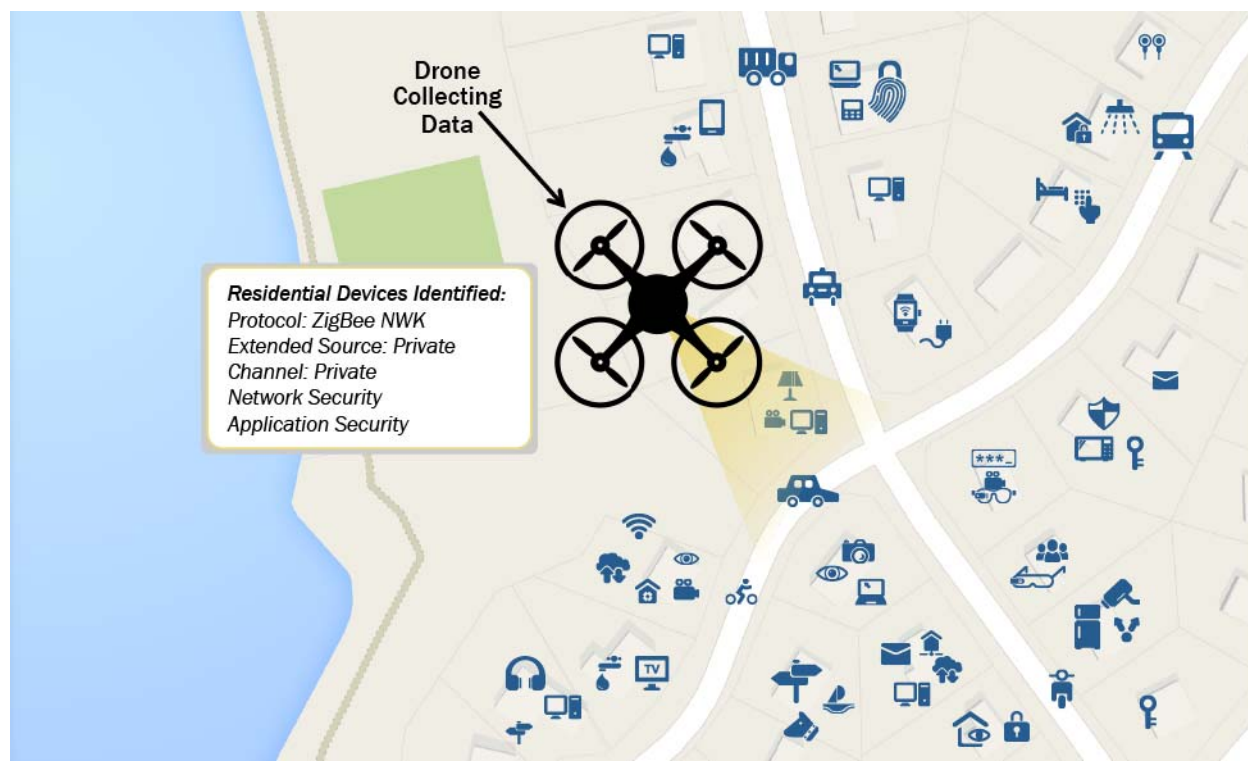 Drone
Collecting
Data
Residential Devices Identified:
Protocol: ZigBee NWK
Extended Source: Private
Channel: Private
Network Security
Application Security
***_
TV